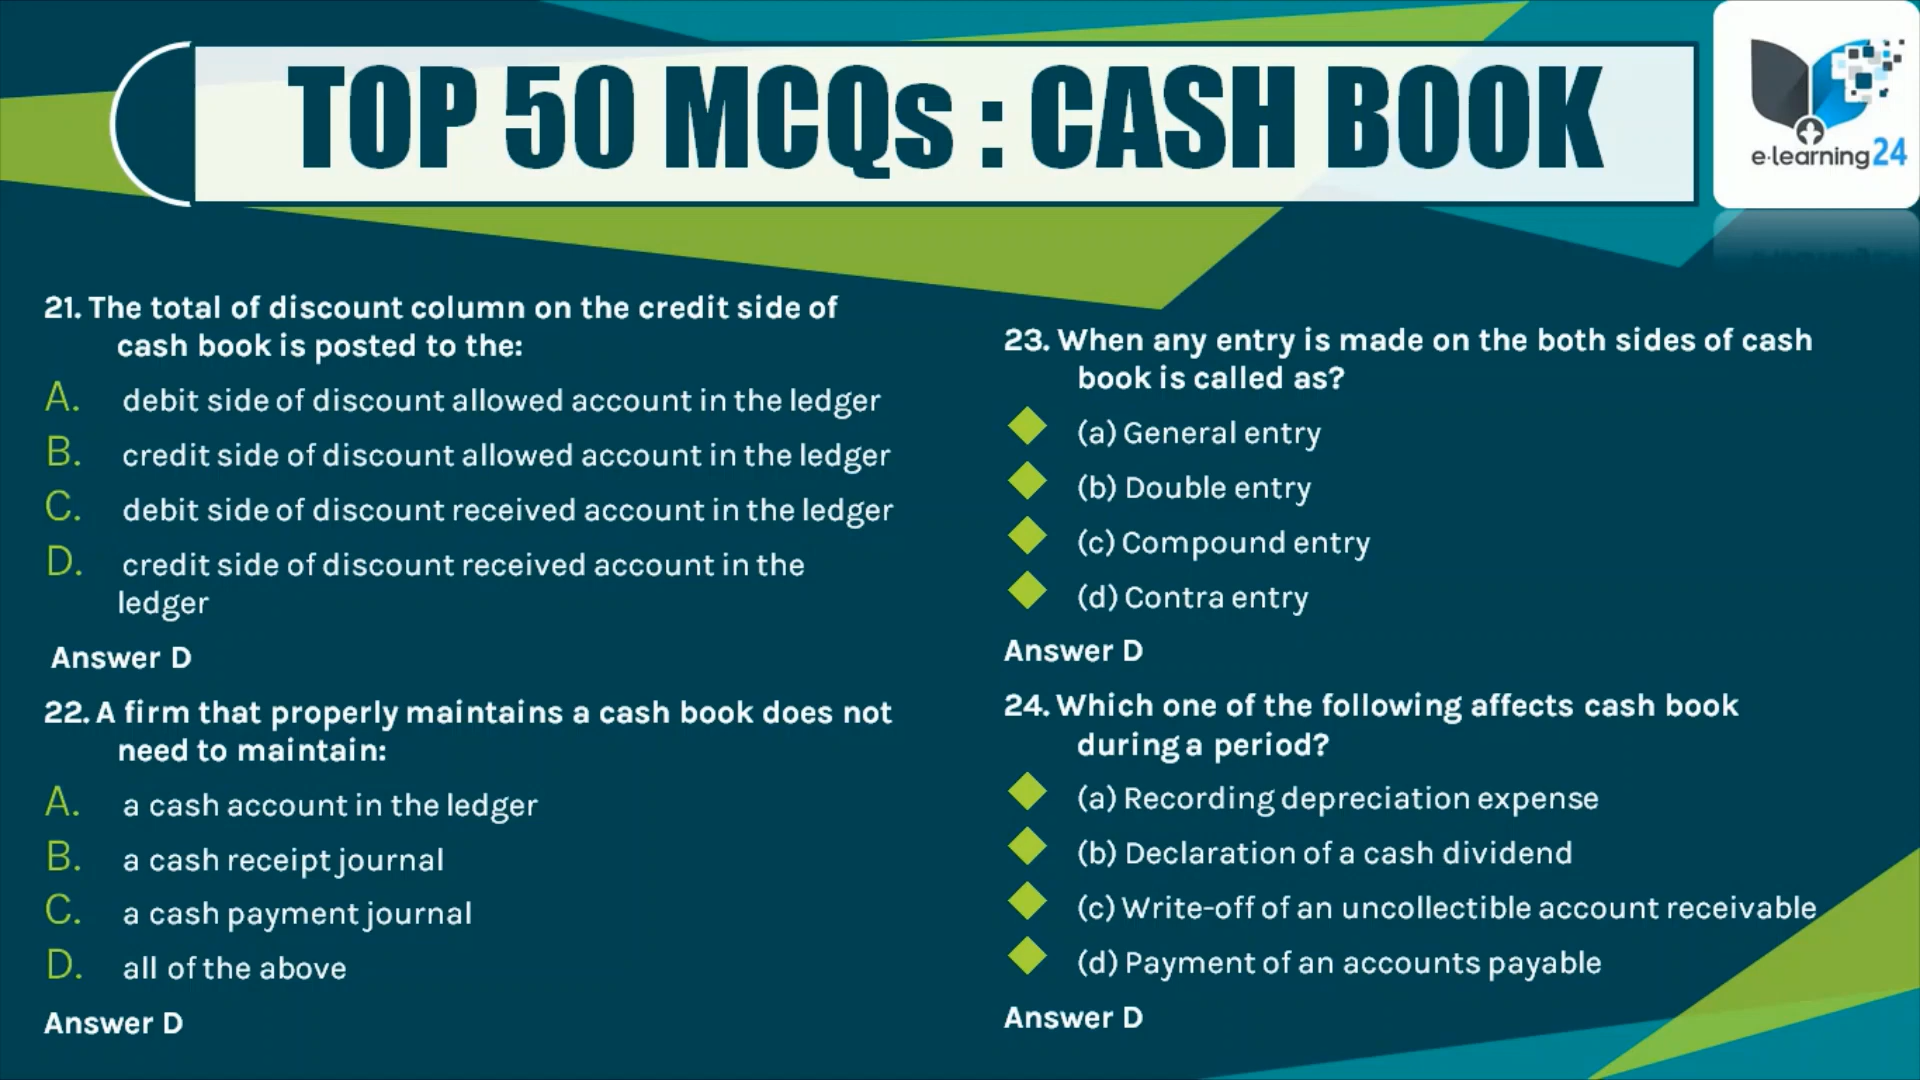 TOP 50 MCQs : CASH BOOK
e-learning24
21. The total of discount column on the credit side of
cash book is posted to the:
A. debit side of discount allowed account in the ledger
B. credit side of discount allowed account in the ledger
C. debit side of discount received account in the ledger
D. credit side of discount received account in the
ledger
Answer D
22. A firm that properly maintains a cash book does not
need to maintain:
A. a cash account in the ledger
B. a cash receipt journal
C. a cash payment journal
D. all of the above
Answer D
23. When any entry is made on the both sides of cash
book is called as?
(a) General entry
(b) Double entry
(c) Compound entry
(d) Contra entry
Answer D
24. Which one of the following affects cash book
during a period?
(a) Recording depreciation expense
(b) Declaration of a cash dividend
(c) Write-off of an uncollectible account receivable
(d) Payment of an accounts payable
Answer D